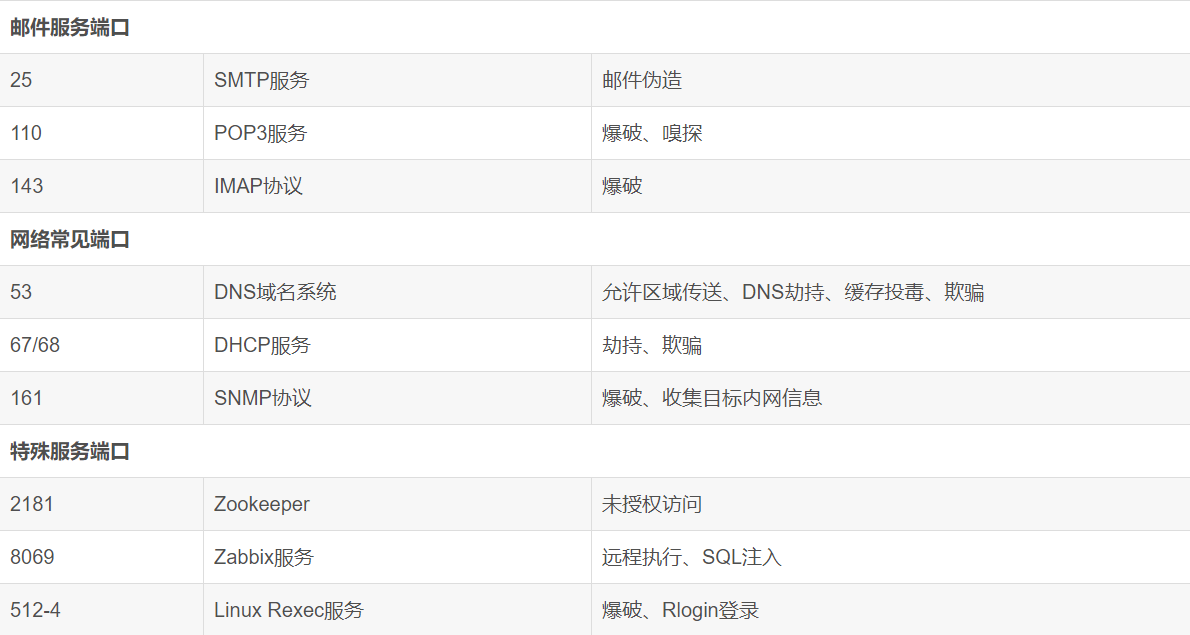 邮件服务端口
25 SMTP服务 邮件伪造
110 POP3服务 爆破、嗅探
143 IMAP协议 爆破
网络常见端口
53 DNS域名系统 允许区域传送、DNS劫持、缓存投毒、欺骗
67/68 DHCP服务 劫持、欺骗
161 SNMP协议 爆破、收集目标内网信息
特殊服务端口
2181 Zookeeper 未授权访问
8069 Zabbix服务 远程执行、SQL注入
512-4 Linux Rexec服务 爆破、Rlogin登录